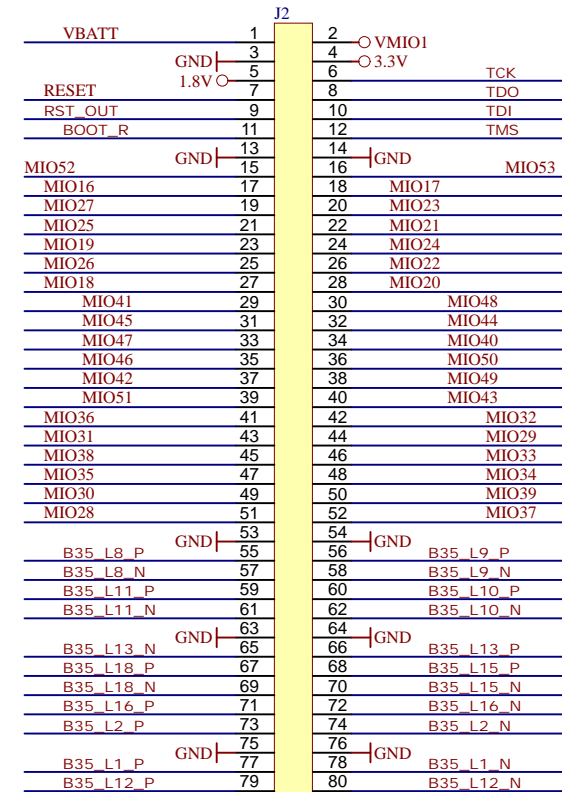 J2
VBATT 1 2 VMIO1
GND 3 4 3.3V
1.8V 5 6 TCK
RESET 7 8 TDO
RST_OUT 9 10 TDI
BOOT_R 11 12 TMS
GND 13 14 GND
MIO52 15 16 MIO53
MIO16 17 18 MIO17
MIO27 19 20 MIO23
MIO25 21 22 MIO21
MIO19 23 24 MIO24
MIO26 25 26 MIO22
MIO18 27 28 MIO20
MIO41 29 30 MIO48
MIO45 31 32 MIO44
MIO47 33 34 MIO40
MIO46 35 36 MIO50
MIO42 37 38 MIO49
MIO51 39 40 MIO43
MIO36 41 42 MIO32
MIO31 43 44 MIO29
MIO38 45 46 MIO33
MIO35 47 48 MIO34
MIO30 49 50 MIO39
MIO28 51 52 MIO37
GND 53 54 GND
B35_L8_P 55 56 B35_L9_P
B35_L8_N 57 58 B35_L9_N
B35_L11_P 59 60 B35_L10_P
B35_L11_N 61 62 B35_L10_N
GND 63 64 GND
B35_L13_N 65 66 B35_L13_P
B35_L18_P 67 68 B35_L15_P
B35_L18_N 69 70 B35_L15_N
B35_L16_P 71 72 B35_L16_N
B35_L2_P 73 74 B35_L2_N
GND 75 76 GND
B35_L1_P 77 78 B35_L1_N
B35_L12_P 79 80 B35_L12_N